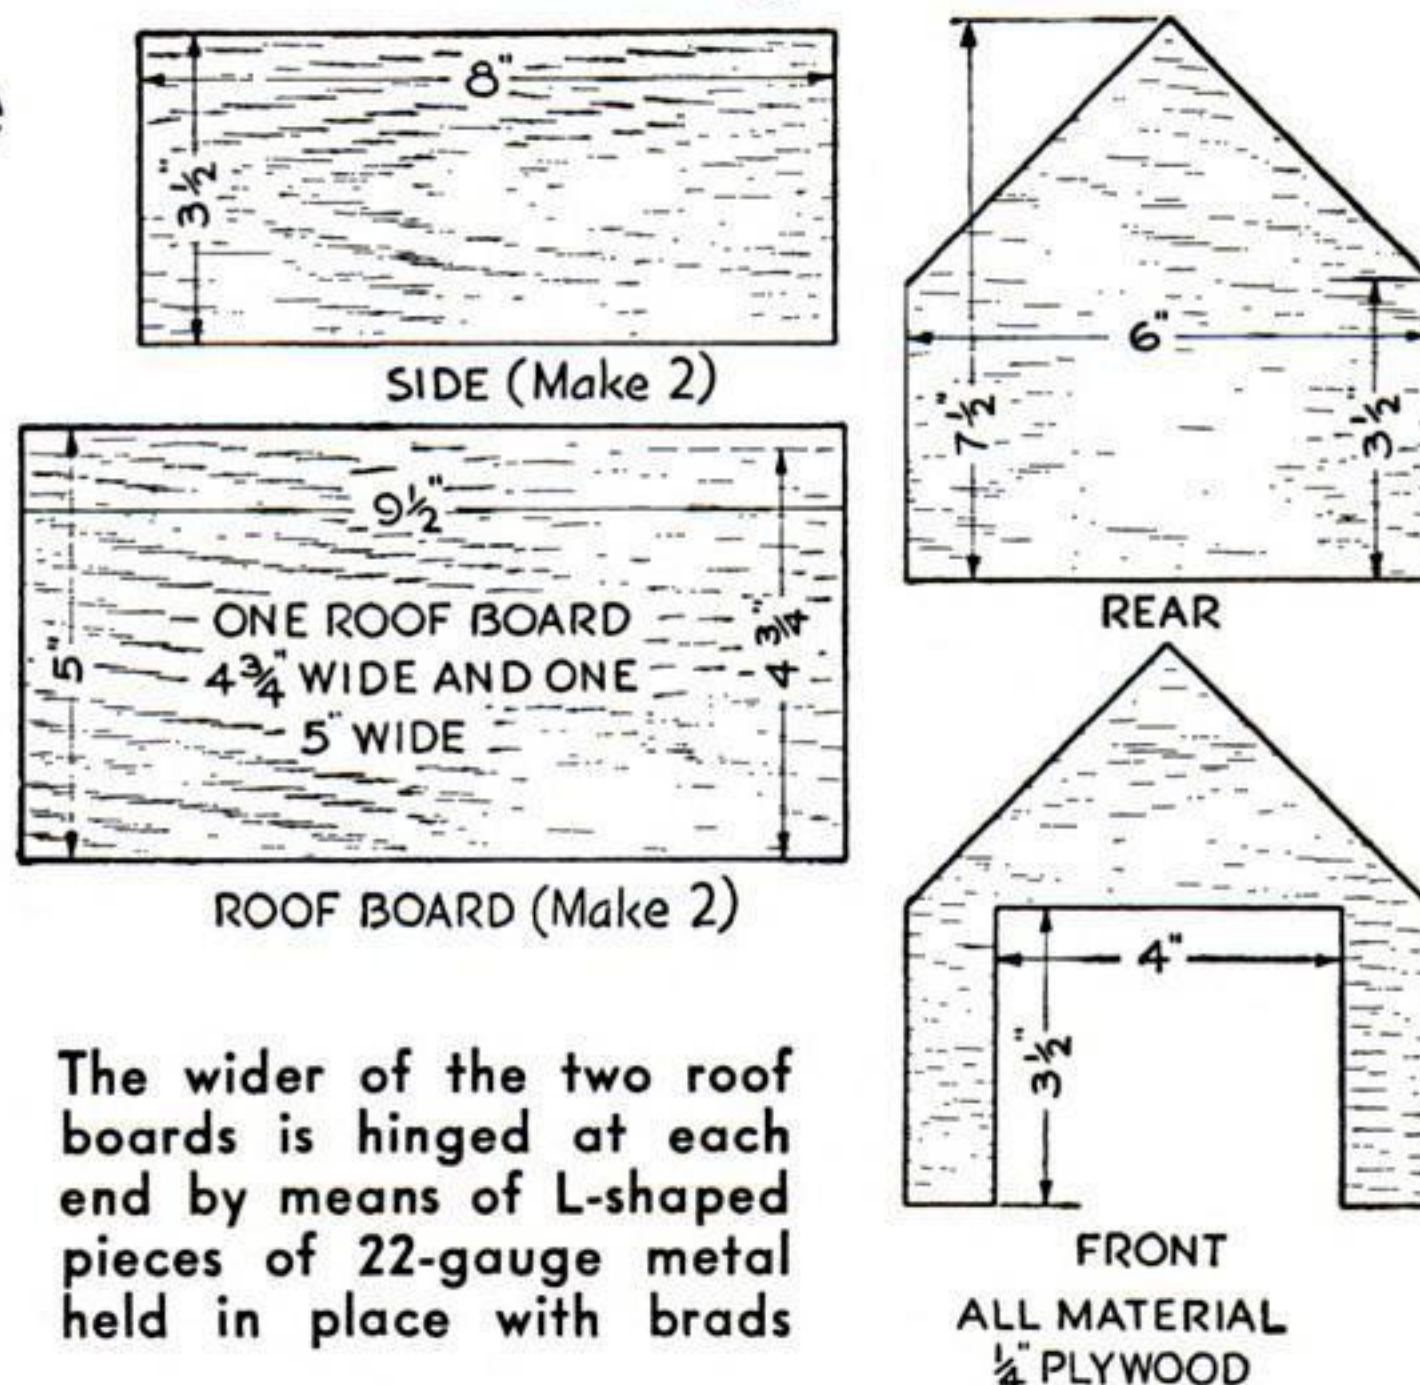 8"
3½"
SIDE (Make 2)
9½"
5"
4 3/4"
ONE ROOF BOARD
4¾" WIDE AND ONE
5" WIDE
ROOF BOARD (Make 2)
The wider of the two roof
boards is hinged at each
end by means of L-shaped
pieces of 22-gauge metal
held in place with brads
6"
7½"
3½"
REAR
4"
3½"
FRONT
ALL MATERIAL
¼" PLYWOOD